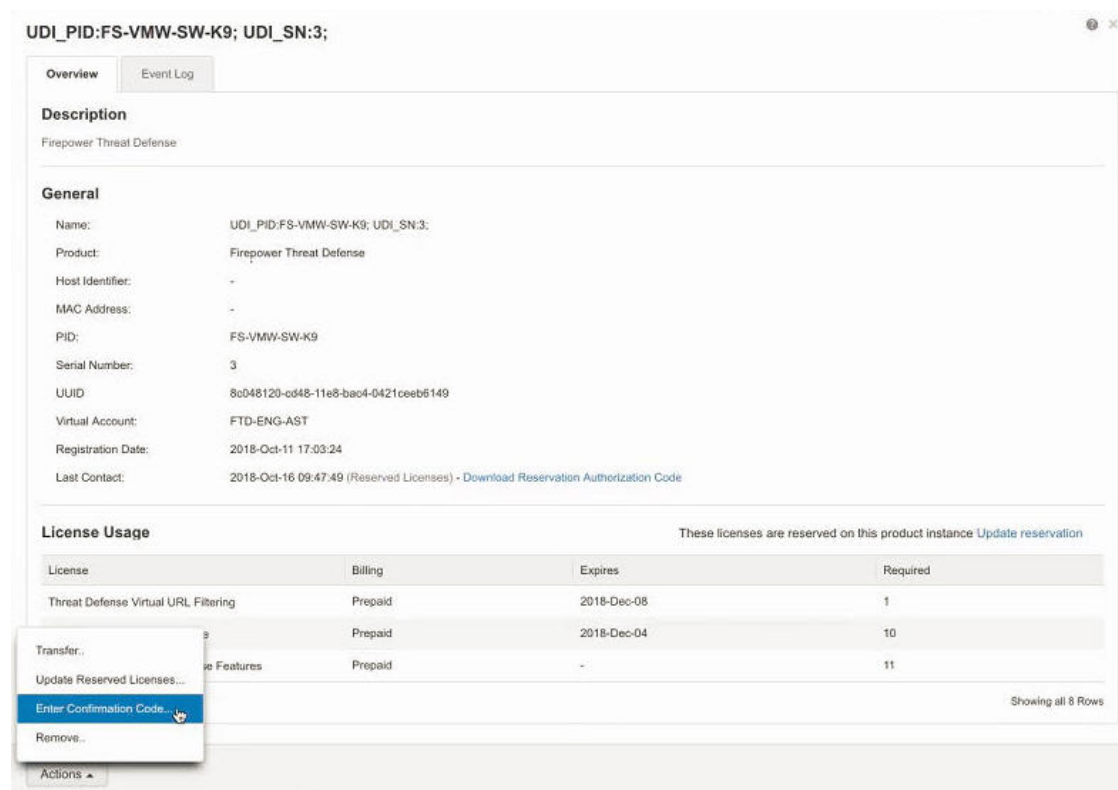 UDI_PID:FS-VMW-SW-K9; UDI_SN:3;
Overview Event Log
Description
Firepower Threat Defense
General
Name: UDI_PID:FS-VMW-SW-K9; UDI_SN:3;
Product: Firepower Threat Defense
Host Identifier: -
MAC Address: -
PID: FS-VMW-SW-K9
Serial Number: 3
UUID 8c048120-cd48-11e8-bac4-0421ceeb6149
Virtual Account: FTD-ENG-AST
Registration Date: 2018-Oct-11 17:03:24
Last Contact: 2018-Oct-16 09:47:49 (Reserved Licenses) - Download Reservation Authorization Code
License Usage These licenses are reserved on this product instance Update reservation
License Billing Expires Required
Threat Defense Virtual URL Filtering Prepaid 2018-Dec-08 1
Prepaid 2018-Dec-04 10
se Features Prepaid - 11
Showing all 8 Rows
Transfer..
Update Reserved Licenses...
Enter Confirmation Code...
Remove..
Actions